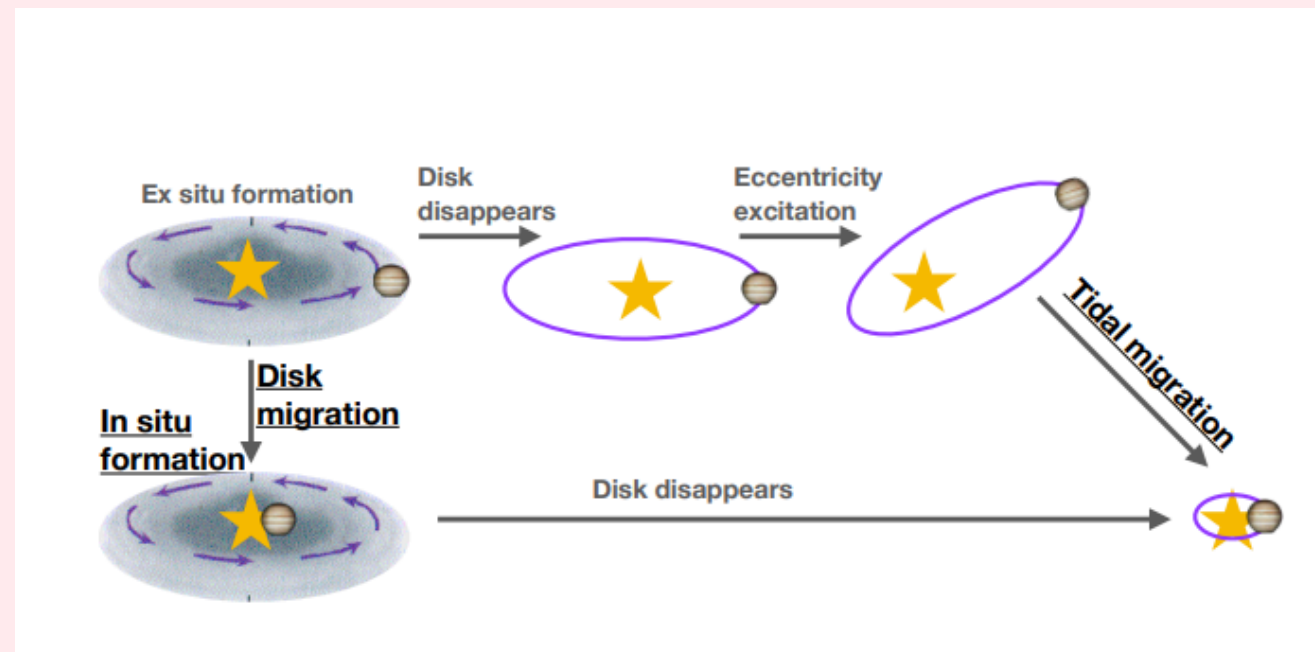 Ex situ formation
Disk
disappears
Eccentricity
excitation
Tidal migration
Disk
migration
In situ
formation
Disk disappears